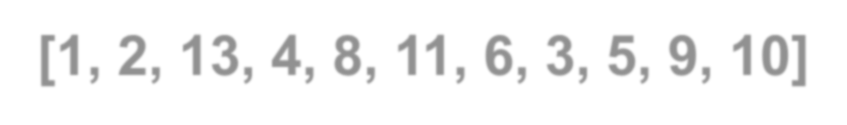 [1, 2, 13, 4, 8, 11, 6, 3, 5, 9, 10]